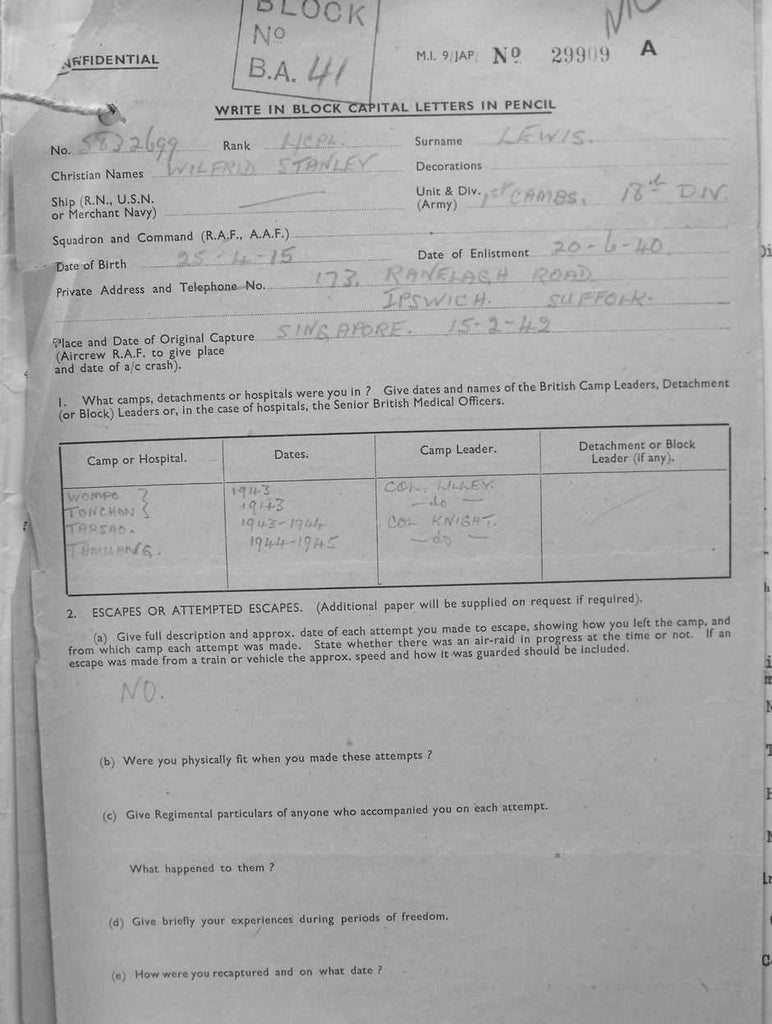 BLOCK
No
B.A. 41
CONFIDENTIAL
M.I. 9/JAP No 29909 A
WRITE IN BLOCK CAPITAL LETTERS IN PENCIL
No. 5832699 Rank L/CPL. Surname LEWIS.
Christian Names WILFRID STANLEY Decorations
Ship (R.N., U.S.N. or Merchant Navy)
Unit & Div. (Army) 1st CAMBS. 18th DIV.
Squadron and Command (R.A.F., A.A.F.)
Date of Birth 25-4-15 Date of Enlistment 20-6-40
Private Address and Telephone No. 173, RANELAGH ROAD
IPSWICH. SUFFOLK.
Place and Date of Original Capture SINGAPORE. 15-2-42
(Aircrew R.A.F. to give place
and date of a/c crash).
1. What camps, detachments or hospitals were you in ? Give dates and names of the British Camp Leaders, Detachment
(or Block) Leaders or, in the case of hospitals, the Senior British Medical Officers.
Camp or Hospital. Dates. Camp Leader. Detachment or Block Leader (if any).
WOMPO } 1943 COL. LILLEY.
TONCHON { 1943 —do—
TARSAO. 1943-1944 COL KNIGHT.
TAMUANG. 1944-1945 —do—
2. ESCAPES OR ATTEMPTED ESCAPES. (Additional paper will be supplied on request if required).
(a) Give full description and approx. date of each attempt you made to escape, showing how you left the camp, and
from which camp each attempt was made. State whether there was an air-raid in progress at the time or not. If an
escape was made from a train or vehicle the approx. speed and how it was guarded should be included.
NO.
(b) Were you physically fit when you made these attempts ?
(c) Give Regimental particulars of anyone who accompanied you on each attempt.
What happened to them ?
(d) Give briefly your experiences during periods of freedom.
(e) How were you recaptured and on what date ?